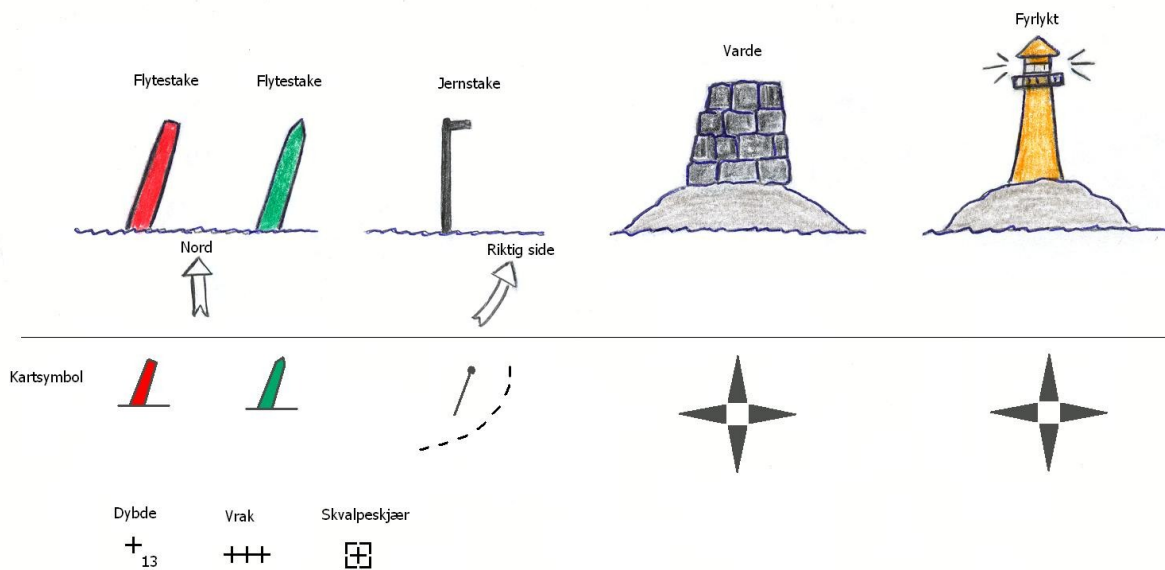 Flytestake
Flytestake
Jernstake
Varde
Fyrlykt
Nord
Riktig side
Kartsymbol
Dybde
Vrak
Skvalpeskjær
13